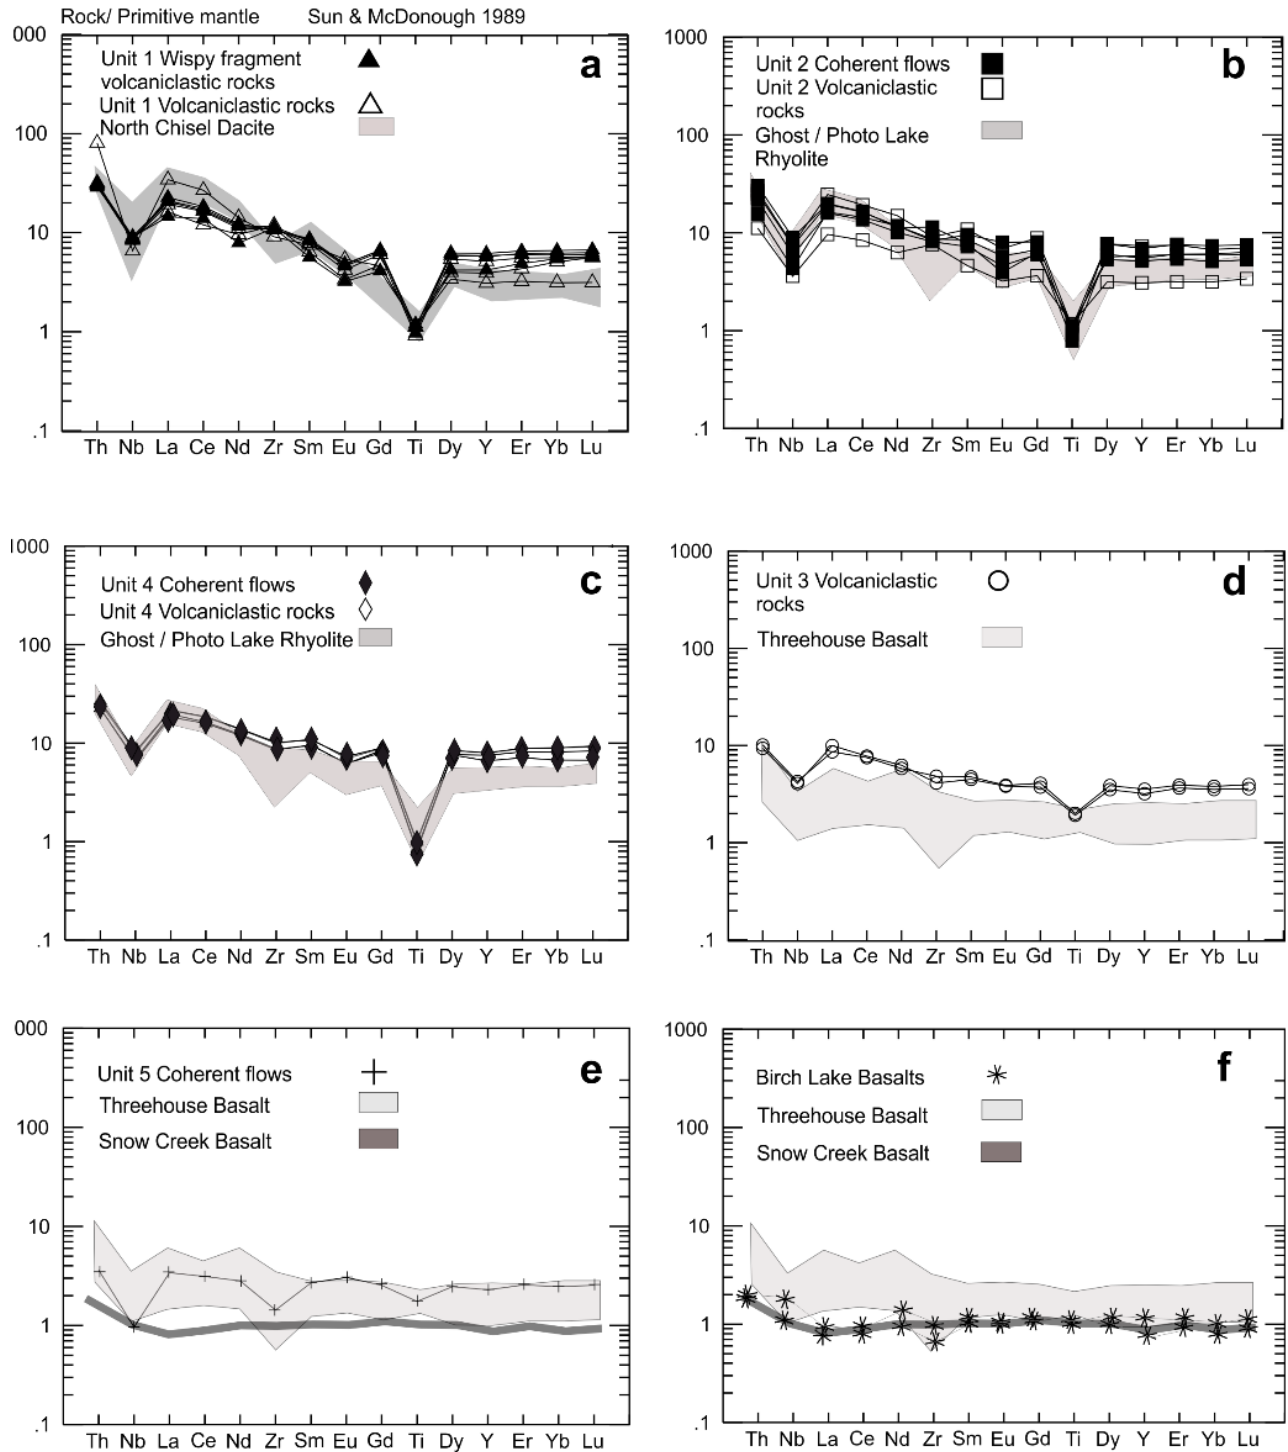 Rock/ Primitive mantle Sun & McDonough 1989
000
Unit 1 Wispy fragment
volcaniclastic rocks
a
Unit 1 Volcaniclastic rocks
North Chisel Dacite
100
10
1
.1
Th Nb La Ce Nd Zr Sm Eu Gd Ti Dy Y Er Yb Lu
1000
Unit 2 Coherent flows
b
Unit 2 Volcaniclastic
rocks
100
Ghost / Photo Lake
Rhyolite
10
1
.1
Th Nb La Ce Nd Zr Sm Eu Gd Ti Dy Y Er Yb Lu
1000
Unit 4 Coherent flows
c
Unit 4 Volcaniclastic rocks
Ghost / Photo Lake Rhyolite
100
10
1
.1
Th Nb La Ce Nd Zr Sm Eu Gd Ti Dy Y Er Yb Lu
1000
Unit 3 Volcaniclastic
rocks
d
Threehouse Basalt
100
10
1
.1
Th Nb La Ce Nd Zr Sm Eu Gd Ti Dy Y Er Yb Lu
000
Unit 5 Coherent flows
e
Threehouse Basalt
Snow Creek Basalt
100
10
1
.1
Th Nb La Ce Nd Zr Sm Eu Gd Ti Dy Y Er Yb Lu
1000
Birch Lake Basalts
f
Threehouse Basalt
Snow Creek Basalt
100
10
1
.1
Th Nb La Ce Nd Zr Sm Eu Gd Ti Dy Y Er Yb Lu